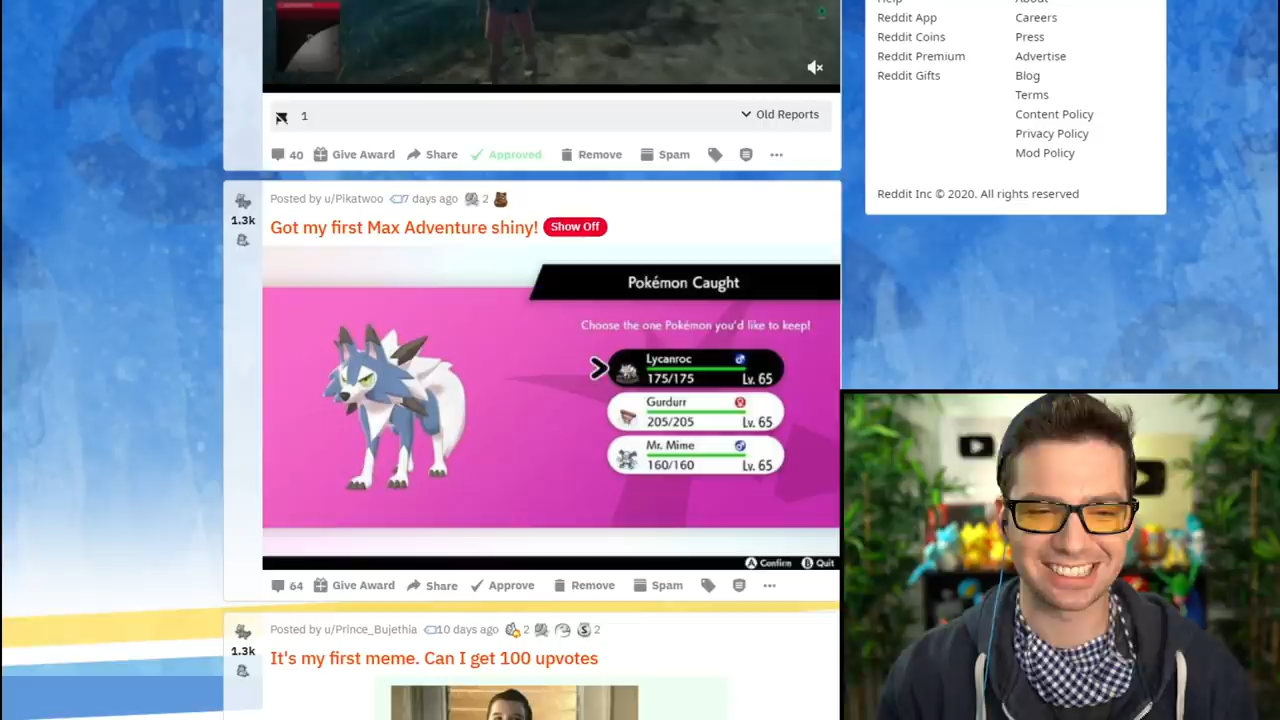 Help
About
Reddit App
Careers
Reddit Coins
Press
Reddit Premium
Advertise
Reddit Gifts
Blog
Terms
Content Policy
Privacy Policy
Mod Policy
Reddit Inc © 2020. All rights reserved
1
Old Reports
40 Give Award Share Approved Remove Spam
Posted by u/Pikatwoo 7 days ago 2
1.3k
Got my first Max Adventure shiny! Show Off
Pokémon Caught
Choose the one Pokémon you'd like to keep!
Lycanroc
175/175 Lv. 65
Gurdurr
205/205 Lv. 65
Mr. Mime
160/160 Lv. 65
A Confirm B Quit
64 Give Award Share Approve Remove Spam
Posted by u/Prince_Bujethia 10 days ago 2 S 2
1.3k
It's my first meme. Can I get 100 upvotes